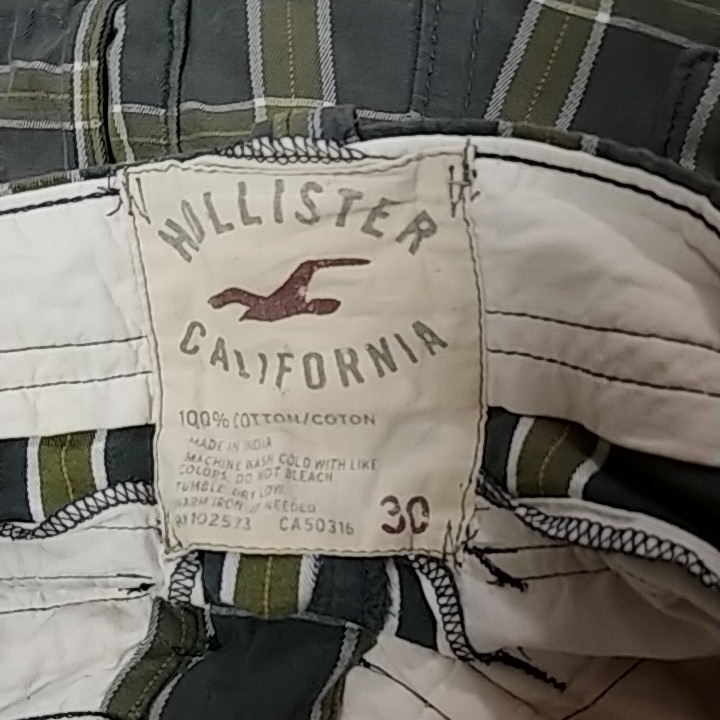 HOLLISTER
CALIFORNIA
100% COTTON/COTON
MADE IN INDIA
MACHINE WASH COLD WITH LIKE
COLORS. DO NOT BLEACH.
TUMBLE DRY LOW.
WARM IRON IF NEEDED
RN102573 CA50316
30